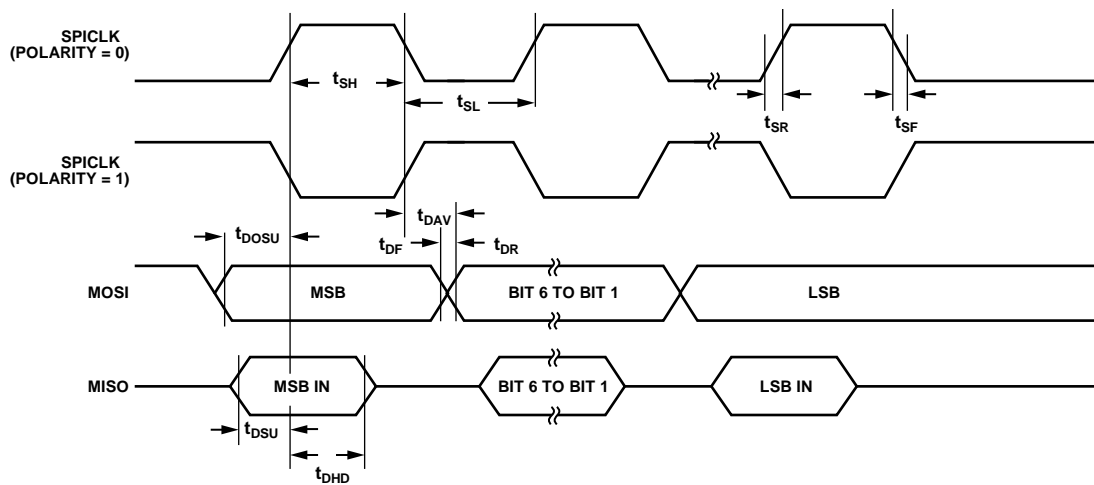 SPICLK
(POLARITY = 0)
tSH
tSL
tSR
tSF
SPICLK
(POLARITY = 1)
tDAV
tDOSU
tDF
tDR
MOSI
MSB
BIT 6 TO BIT 1
LSB
MISO
MSB IN
BIT 6 TO BIT 1
LSB IN
tDSU
tDHD